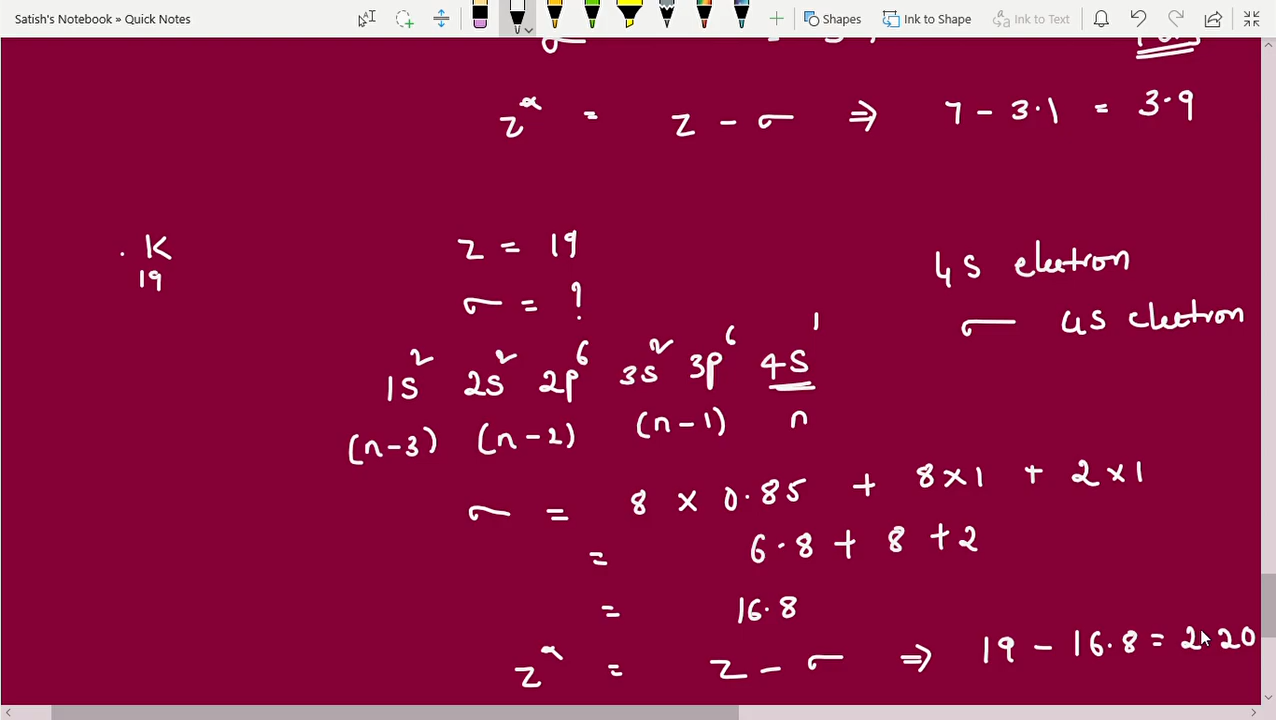 Satish's Notebook » Quick Notes
Shapes Ink to Shape Ink to Text
z* = z - σ ⇒ 7 - 3.1 = 3.9
K z = 19 4s electron
19
σ = ? σ 4s electron
1s² 2s² 2p⁶ 3s² 3p⁶ 4s¹
(n-3) (n-2) (n-1) n
σ = 8 × 0.85 + 8×1 + 2×1
= 6.8 + 8 + 2
= 16.8
z* = z - σ ⇒ 19 - 16.8 = 2.20